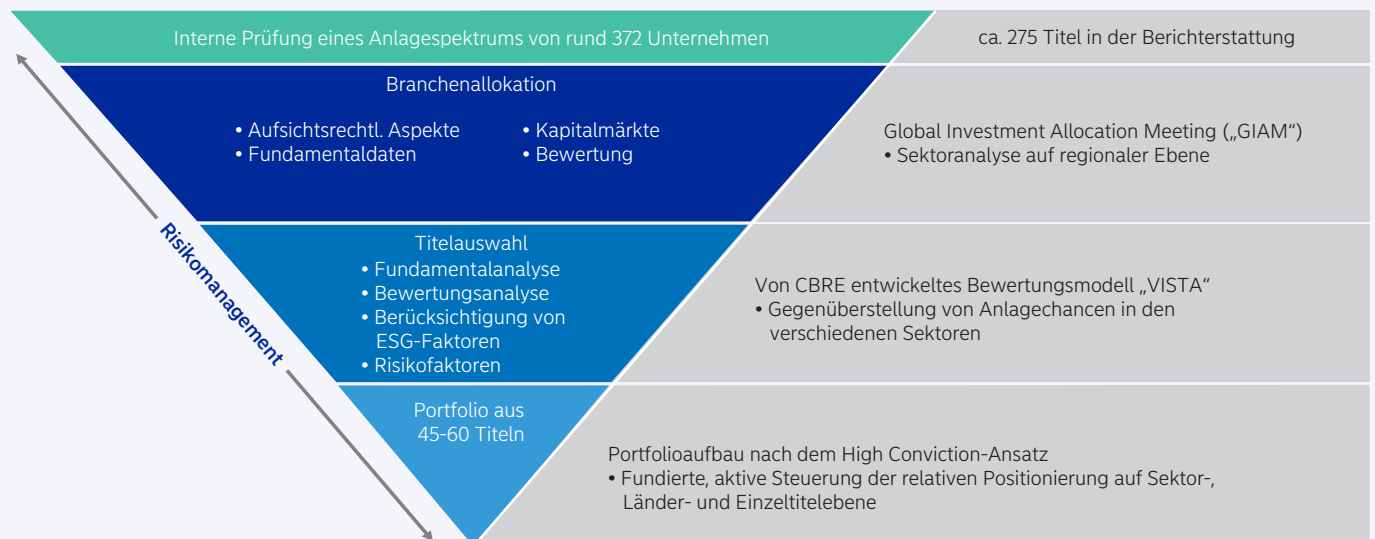 Interne Prüfung eines Anlagespektrums von rund 372 Unternehmen
ca. 275 Titel in der Berichterstattung
Branchenallokation
• Aufsichtsrechtl. Aspekte
• Fundamentaldaten
• Kapitalmärkte
• Bewertung
Global Investment Allocation Meeting („GIAM“)
• Sektoranalyse auf regionaler Ebene
Risikomanagement
Titelauswahl
• Fundamentalanalyse
• Bewertungsanalyse
• Berücksichtigung von
ESG-Faktoren
• Risikofaktoren
Von CBRE entwickeltes Bewertungsmodell „VISTA“
• Gegenüberstellung von Anlagechancen in den
verschiedenen Sektoren
Portfolio aus
45-60 Titeln
Portfolioaufbau nach dem High Conviction-Ansatz
• Fundierte, aktive Steuerung der relativen Positionierung auf Sektor-,
Länder- und Einzeltitelebene